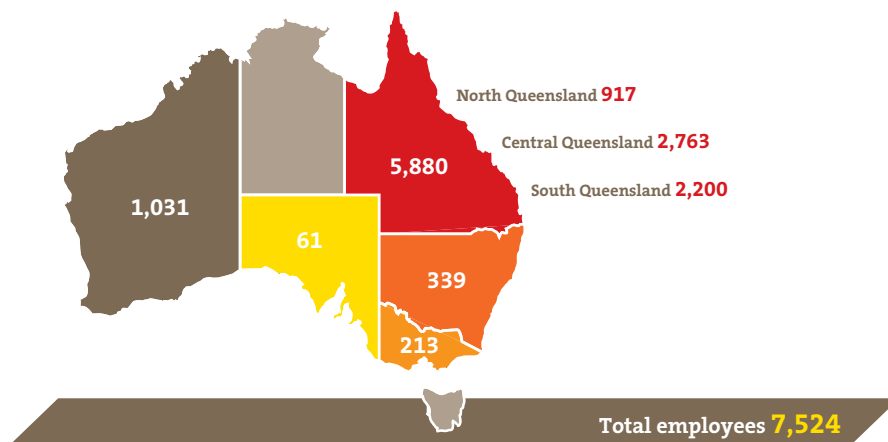 North Queensland 917
Central Queensland 2,763
5,880
South Queensland 2,200
1,031
61
339
213
Total employees 7,524